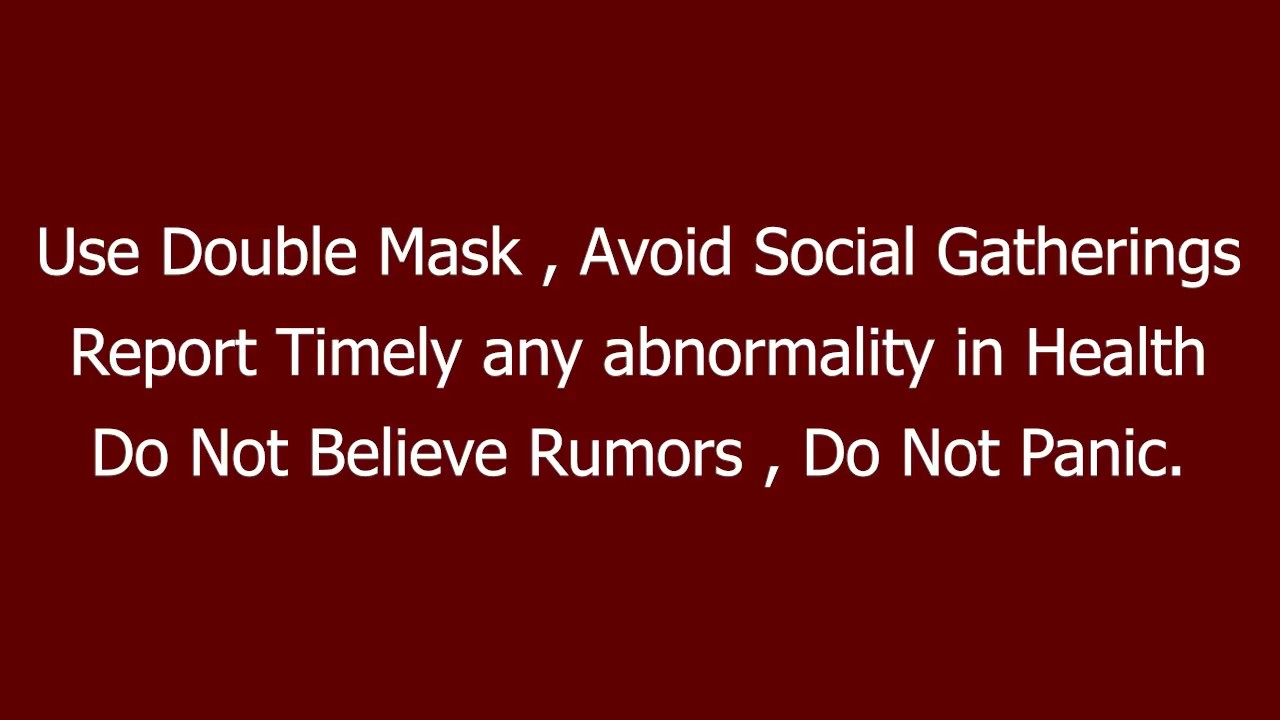 Use Double Mask , Avoid Social Gatherings
Report Timely any abnormality in Health
Do Not Believe Rumors , Do Not Panic.